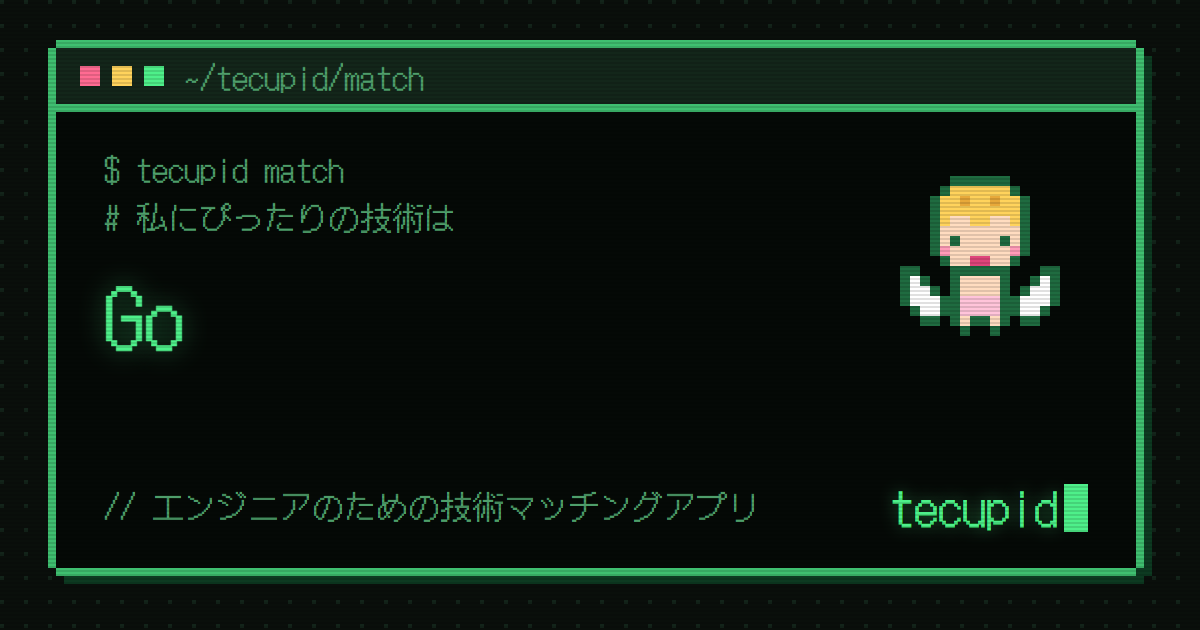 ~/tecupid/match
$ tecupid match
# 私にぴったりの技術は
Go
// エンジニアのための技術マッチングアプリ
tecupid